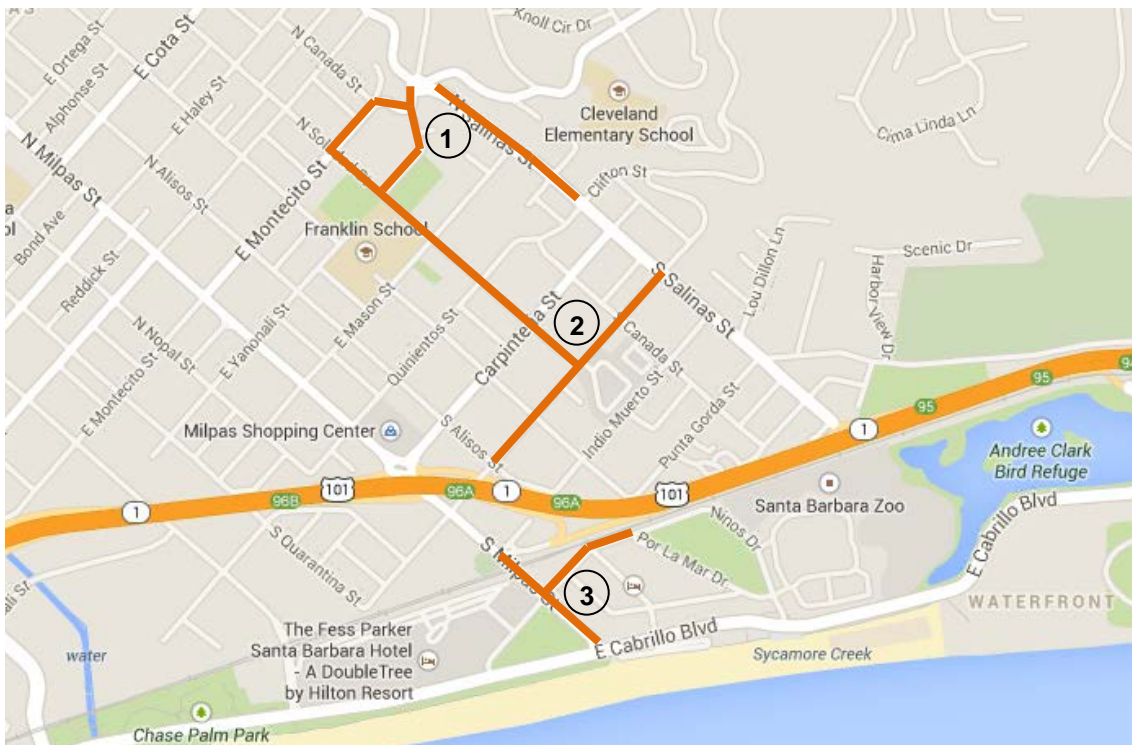 Knoll Cir Dr
E Ortega St
E Cota St
N Canada St
Alphonse St
E Haley St
N Salinas St
Cleveland
Elementary School
Cima Linda Ln
1
N Milpas St
N Alisos St
Clifton St
E Montecito St
Franklin School
Bond Ave
Reddick St
Scenic Dr
Lou Dillon Ln
Harbor View Dr
S Salinas St
2
Carpinteria St
E Mason St
Quinientos St
E Yanonali St
N Nopal St
E Montecito St
Canada St
Indio Muerto St
Punta Gorda St
S Alisos St
Milpas Shopping Center
95
95
1
101
96B
96A
1
96A
101
1
Andree Clark
Bird Refuge
Santa Barbara Zoo
E Cabrillo Blvd
Ninos Dr
Por La Mar Dr
S Quarantina St
S Milpas St
3
WATERFRONT
E Cabrillo Blvd
Sycamore Creek
The Fess Parker
Santa Barbara Hotel
- A DoubleTree
by Hilton Resort
water
Chase Palm Park